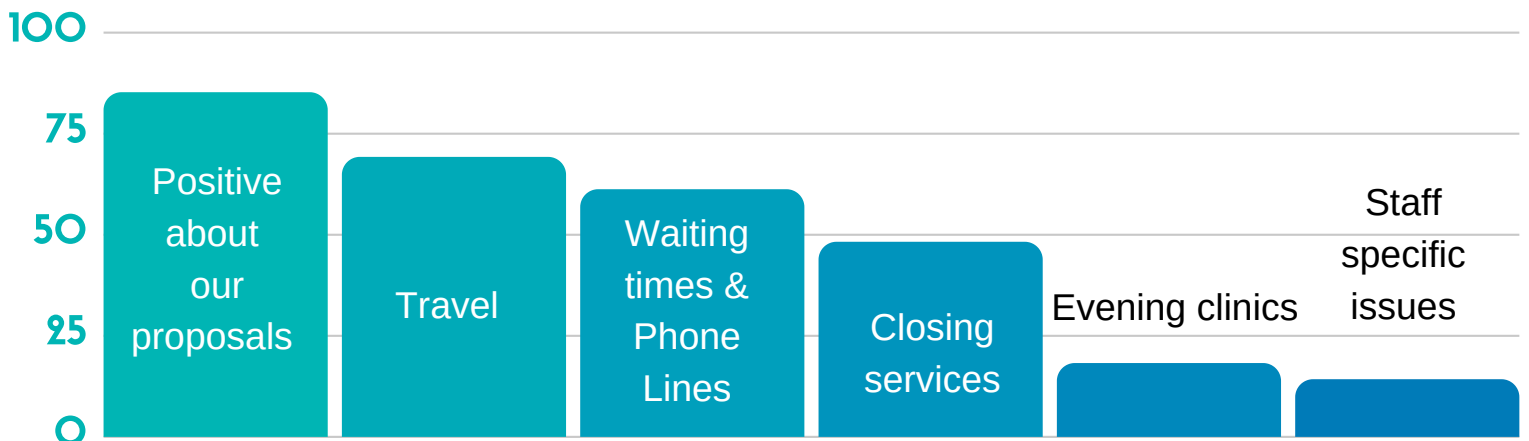 100
75
50
25
0
Positive
about
our
proposals
Travel
Waiting
times &
Phone
Lines
Closing
services
Evening clinics
Staff
specific
issues